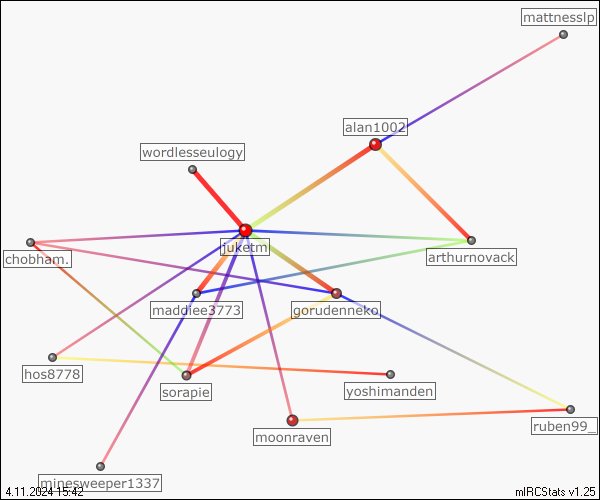 mattnesslp
alan1002
wordlesseulogy
juketm
chobham.
arthurnovack
maddiee3773
gorudenneko
hos8778
sorapie
yoshimanden
ruben99_
moonraven
minesweeper1337
4.11.2024 15:42
mIRCStats v1.25